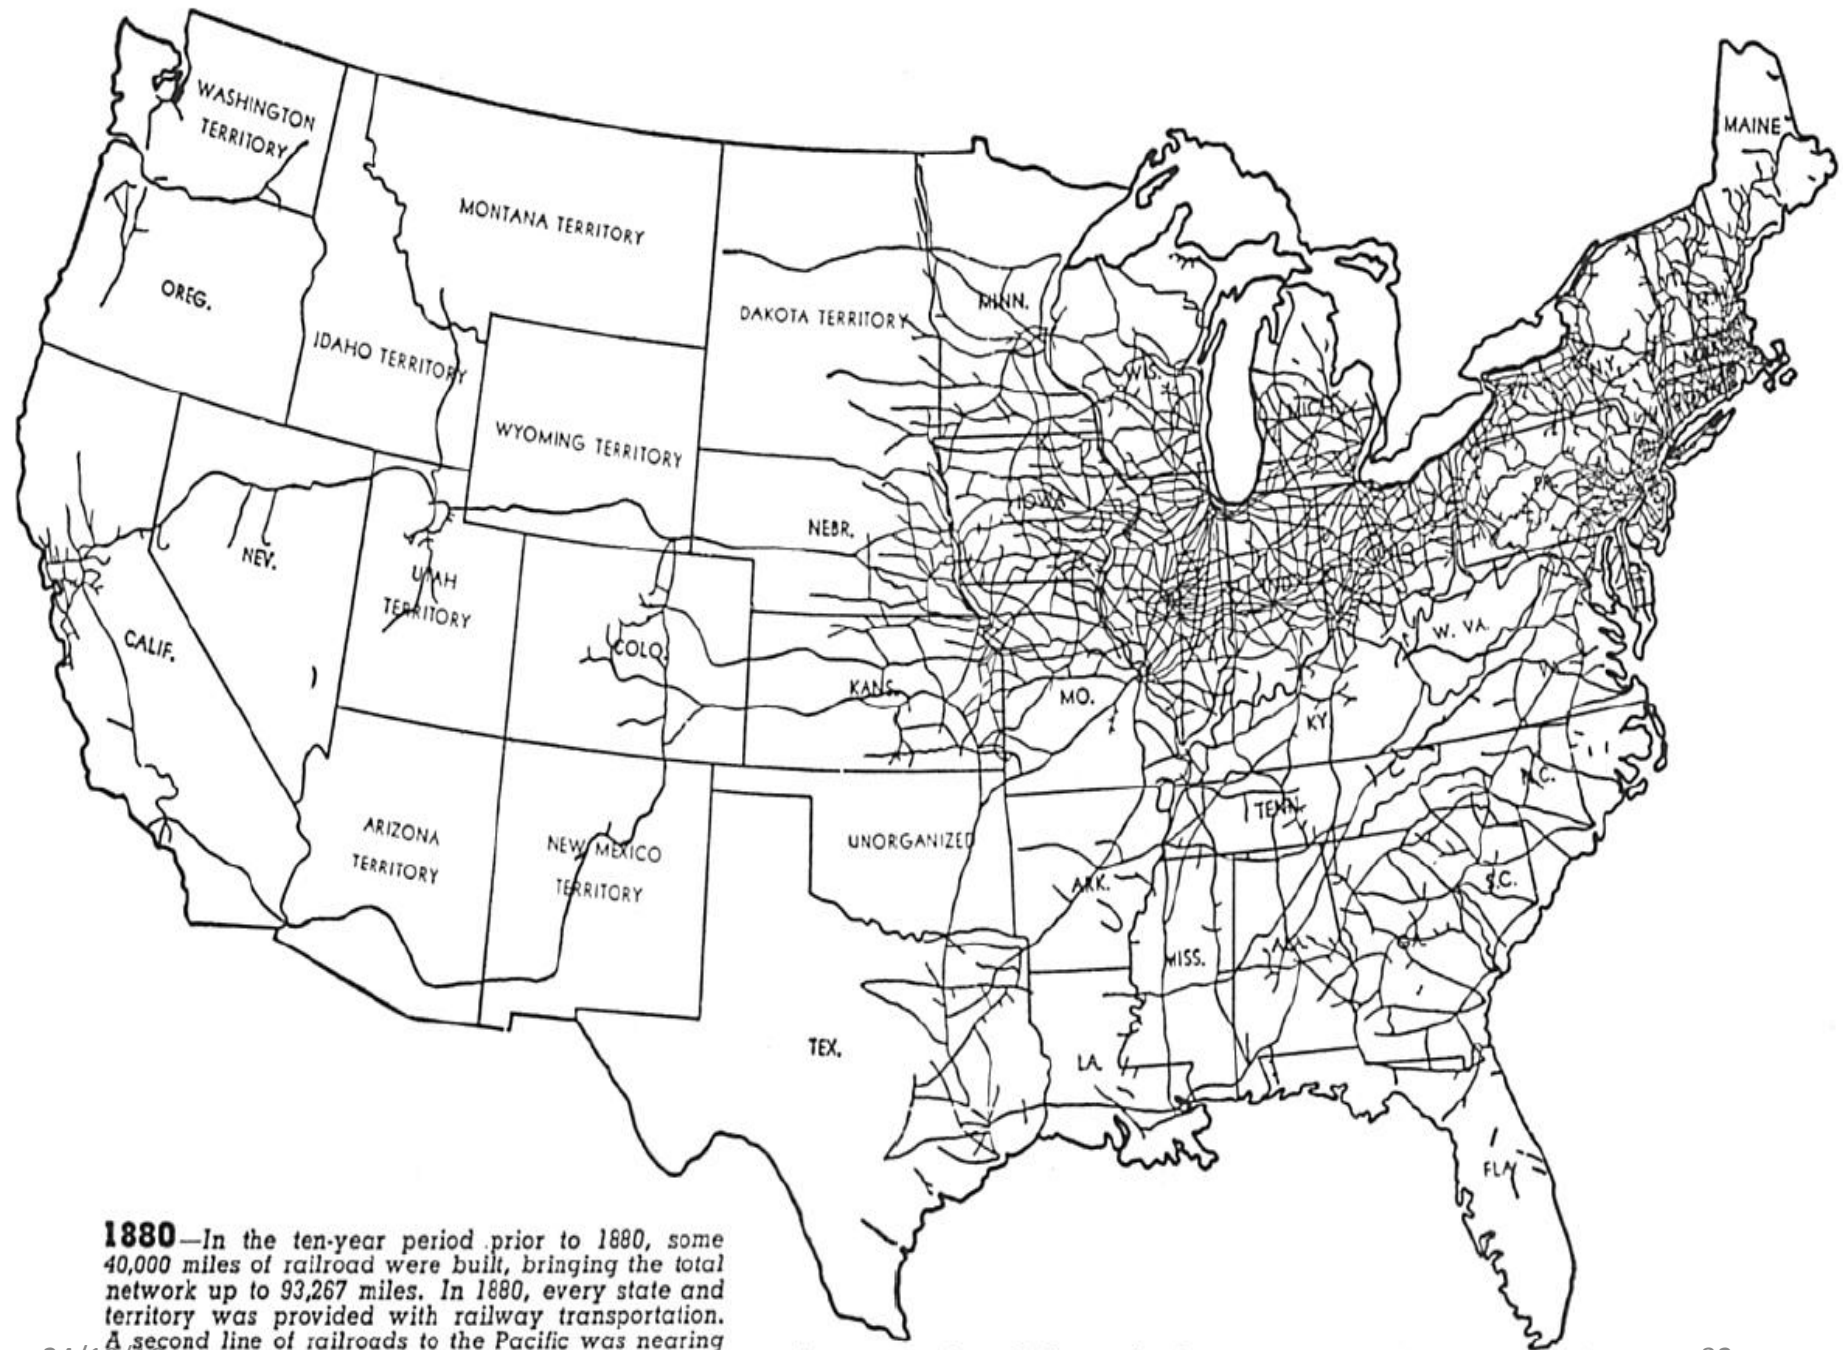 WASHINGTON
TERRITORY
MAINE
MONTANA TERRITORY
OREG.
MINN.
DAKOTA TERRITORY
IDAHO TERRITORY
WIS.
N.Y.
MICH
WYOMING TERRITORY
PA.
IOWA
NEBR.
NEV.
UTAH
TERRITORY
IND.
W. VA.
CALIF.
COLO.
VA.
KANS.
MO.
KY.
N.C.
TENN.
ARIZONA
TERRITORY
NEW MEXICO
TERRITORY
UNORGANIZED
ARK.
S.C.
MISS.
ALA.
GA.
TEX.
LA.
FLA.
1880—In the ten-year period prior to 1880, some
40,000 miles of railroad were built, bringing the total
network up to 93,267 miles. In 1880, every state and
territory was provided with railway transportation.
A second line of railroads to the Pacific was nearing